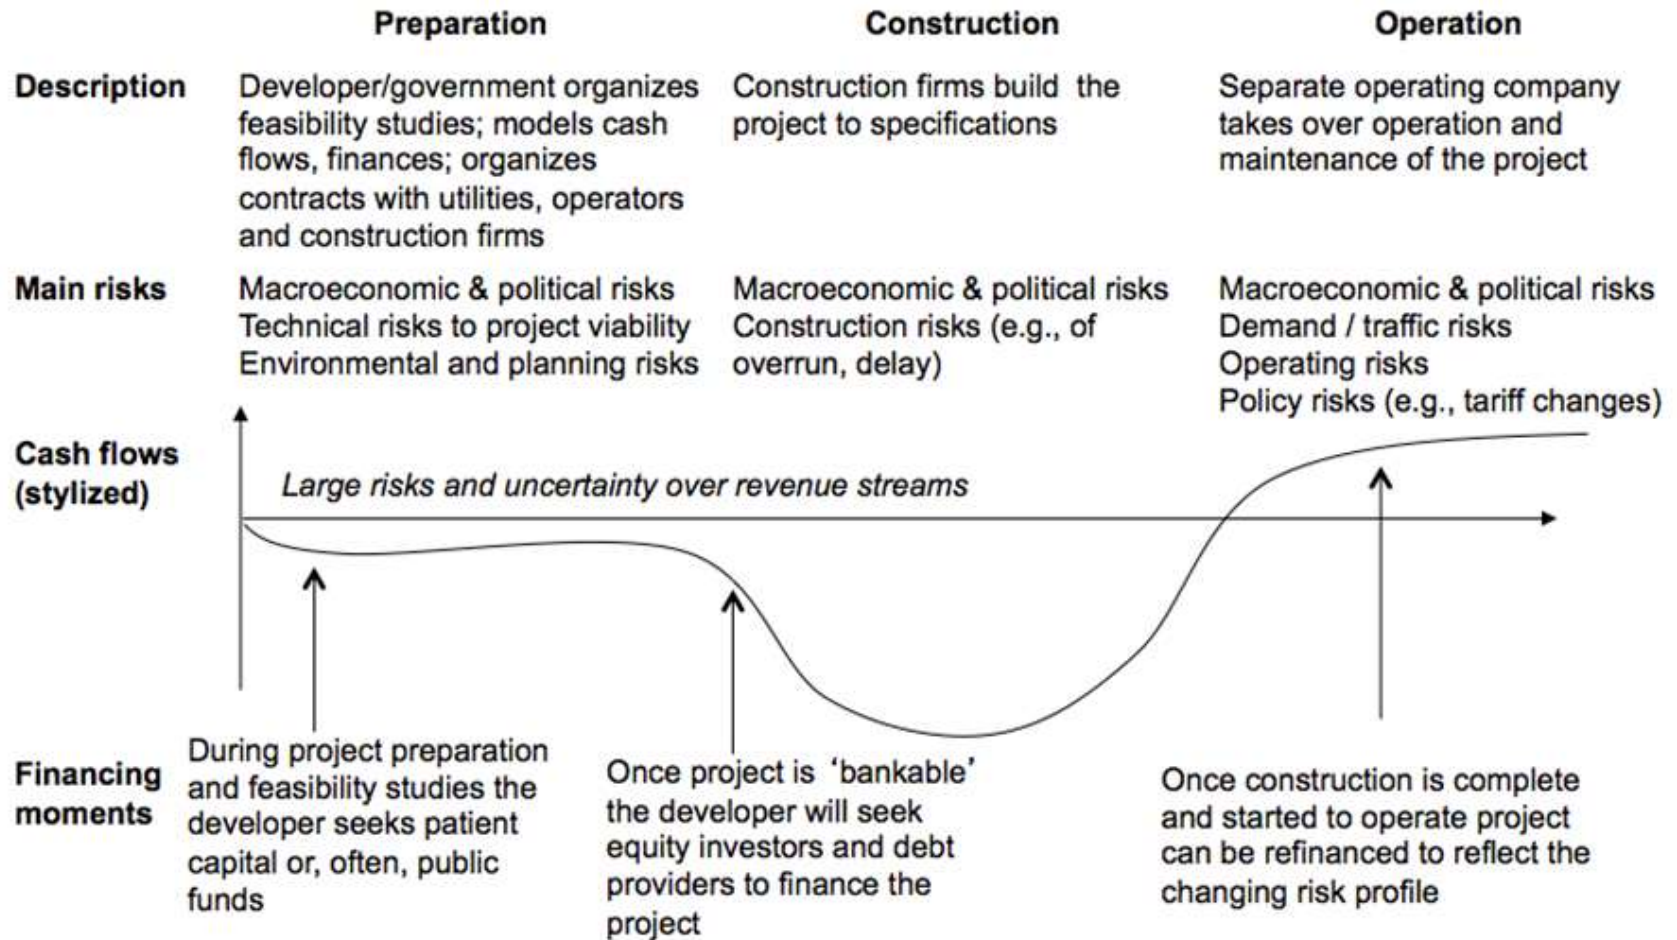 Preparation
Construction
Operation
Description
Developer/government organizes
feasibility studies; models cash
flows, finances; organizes
contracts with utilities, operators
and construction firms
Construction firms build the
project to specifications
Separate operating company
takes over operation and
maintenance of the project
Main risks
Macroeconomic & political risks
Technical risks to project viability
Environmental and planning risks
Macroeconomic & political risks
Construction risks (e.g., of
overrun, delay)
Macroeconomic & political risks
Demand / traffic risks
Operating risks
Policy risks (e.g., tariff changes)
Cash flows
(stylized)
Large risks and uncertainty over revenue streams
Financing
moments
During project preparation
and feasibility studies the
developer seeks patient
capital or, often, public
funds
Once project is ‘bankable’
the developer will seek
equity investors and debt
providers to finance the
project
Once construction is complete
and started to operate project
can be refinanced to reflect the
changing risk profile